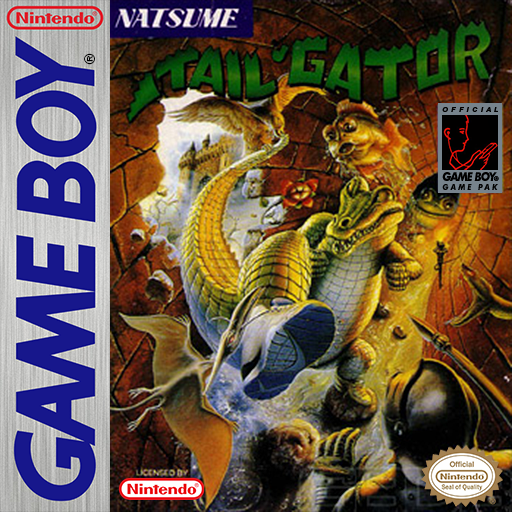 Nintendo®
GAME BOY®
NATSUME
TAIL 'GATOR
OFFICIAL
GAME BOY®
GAME PAK
LICENSED BY
Nintendo®
Official
Nintendo®
Seal of Quality